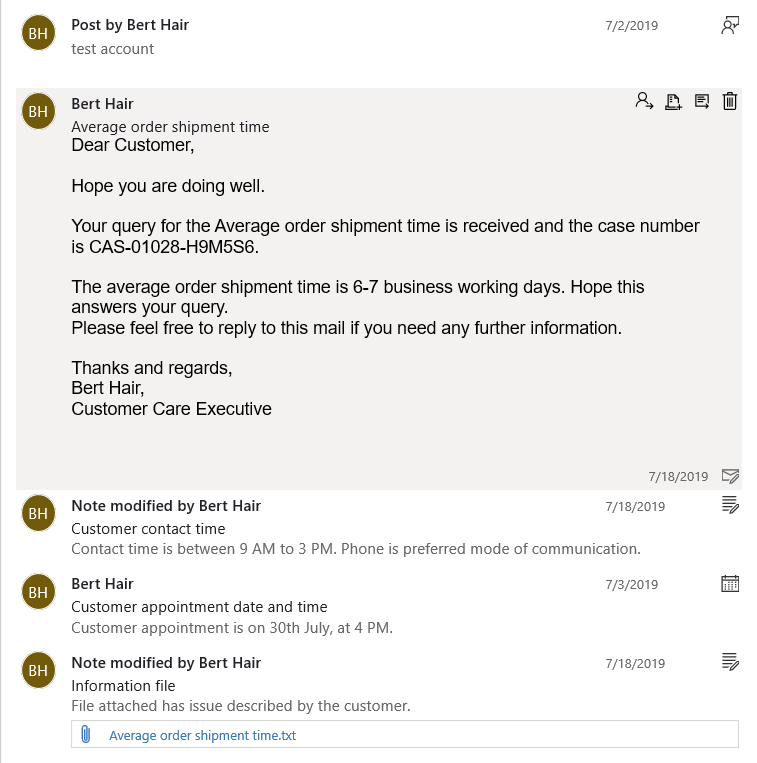 BH
Post by Bert Hair
7/2/2019
test account
BH
Bert Hair
Average order shipment time
Dear Customer,
Hope you are doing well.
Your query for the Average order shipment time is received and the case number
is CAS-01028-H9M5S6.
The average order shipment time is 6-7 business working days. Hope this
answers your query.
Please feel free to reply to this mail if you need any further information.
Thanks and regards,
Bert Hair,
Customer Care Executive
7/18/2019
BH
Note modified by Bert Hair
7/18/2019
Customer contact time
Contact time is between 9 AM to 3 PM. Phone is preferred mode of communication.
BH
Bert Hair
7/3/2019
Customer appointment date and time
Customer appointment is on 30th July, at 4 PM.
BH
Note modified by Bert Hair
7/18/2019
Information file
File attached has issue described by the customer.
Average order shipment time.txt